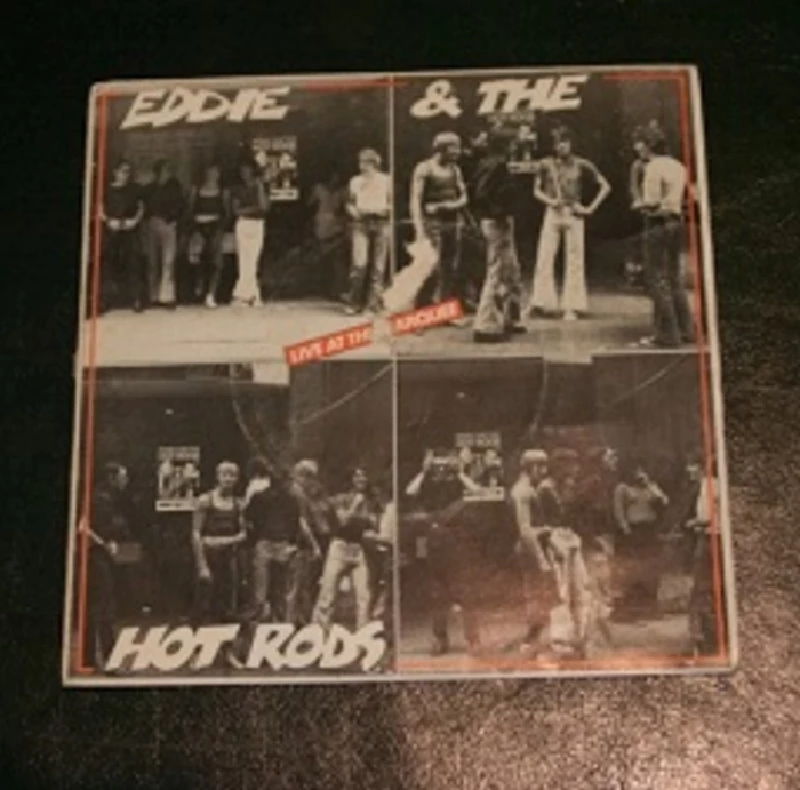 EDDIE & THE
LIVE AT THE MARQUEE
HOT RODS